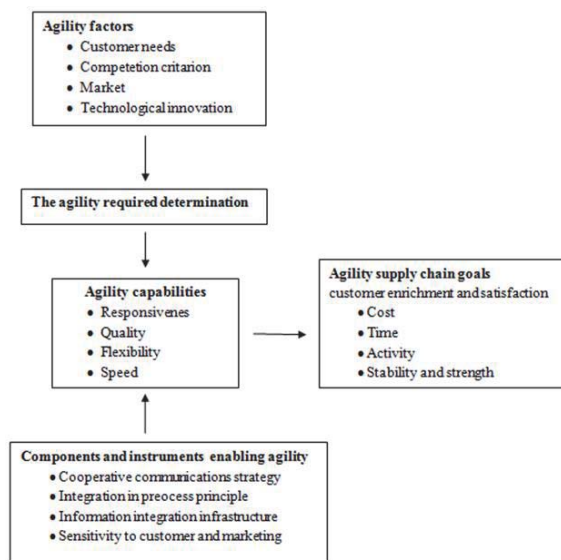 Agility factors
• Customer needs
• Competetion critarion
• Market
• Technological innovation
The agility required determination
Agility capabilities
• Responsivenes
• Quality
• Flexibility
• Speed
Agility supply chain goals
customer enrichment and satisfaction
• Cost
• Time
• Activity
• Stability and strength
Components and instruments enabling agility
• Cooperative communications strategy
• Integration in preocess principle
• Information integration infrastructure
• Sensitivity to customer and marketing